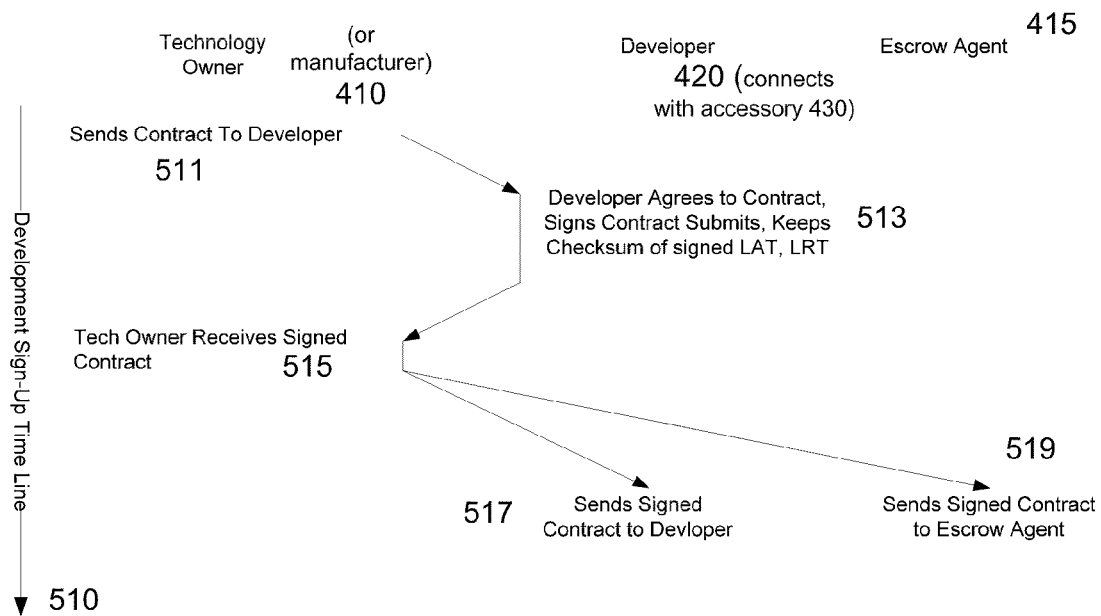 415
Technology
Owner
(or
manufacturer)
410
Developer
420 (connects
with accessory 430)
Escrow Agent
Sends Contract To Developer
511
Developer Agrees to Contract,
Signs Contract Submits, Keeps
Checksum of signed LAT, LRT
513
Development Sign-Up Time Line
Tech Owner Receives Signed
Contract
515
519
517
Sends Signed
Contract to Devloper
Sends Signed Contract
to Escrow Agent
510